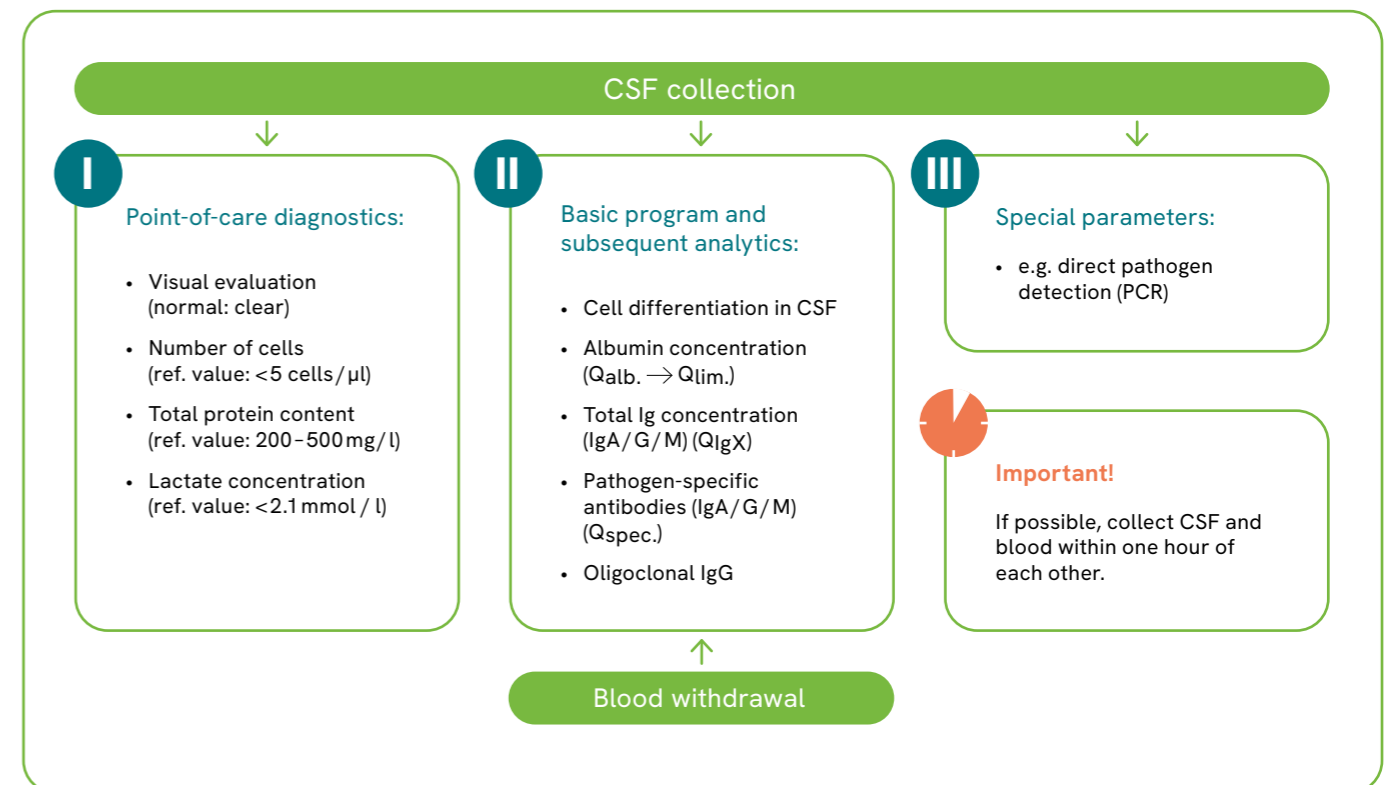 CSF collection
I
Point-of-care diagnostics:
• Visual evaluation
(normal: clear)
• Number of cells
(ref. value: <5 cells/µl)
• Total protein content
(ref. value: 200–500 mg/l)
• Lactate concentration
(ref. value: <2.1 mmol / l)
II
Basic program and
subsequent analytics:
• Cell differentiation in CSF
• Albumin concentration
(Qalb. → Qlim.)
• Total Ig concentration
(IgA/G/M) (QIgX)
• Pathogen-specific
antibodies (IgA/G/M)
(Qspec.)
• Oligoclonal IgG
III
Special parameters:
• e.g. direct pathogen
detection (PCR)
Important!
If possible, collect CSF and
blood within one hour of
each other.
Blood withdrawal